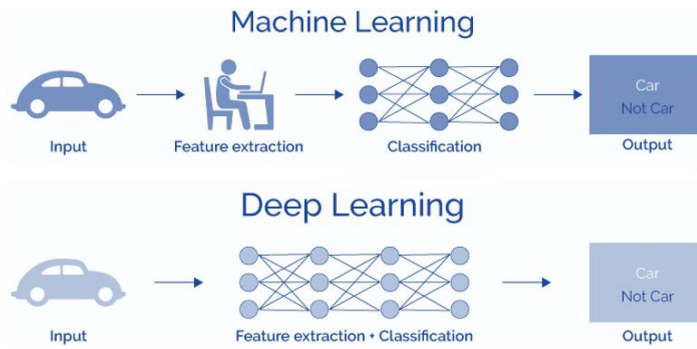 Machine Learning
Input
Feature extraction
Classification
Car
Not Car
Output
Deep Learning
Input
Feature extraction + Classification
Car
Not Car
Output